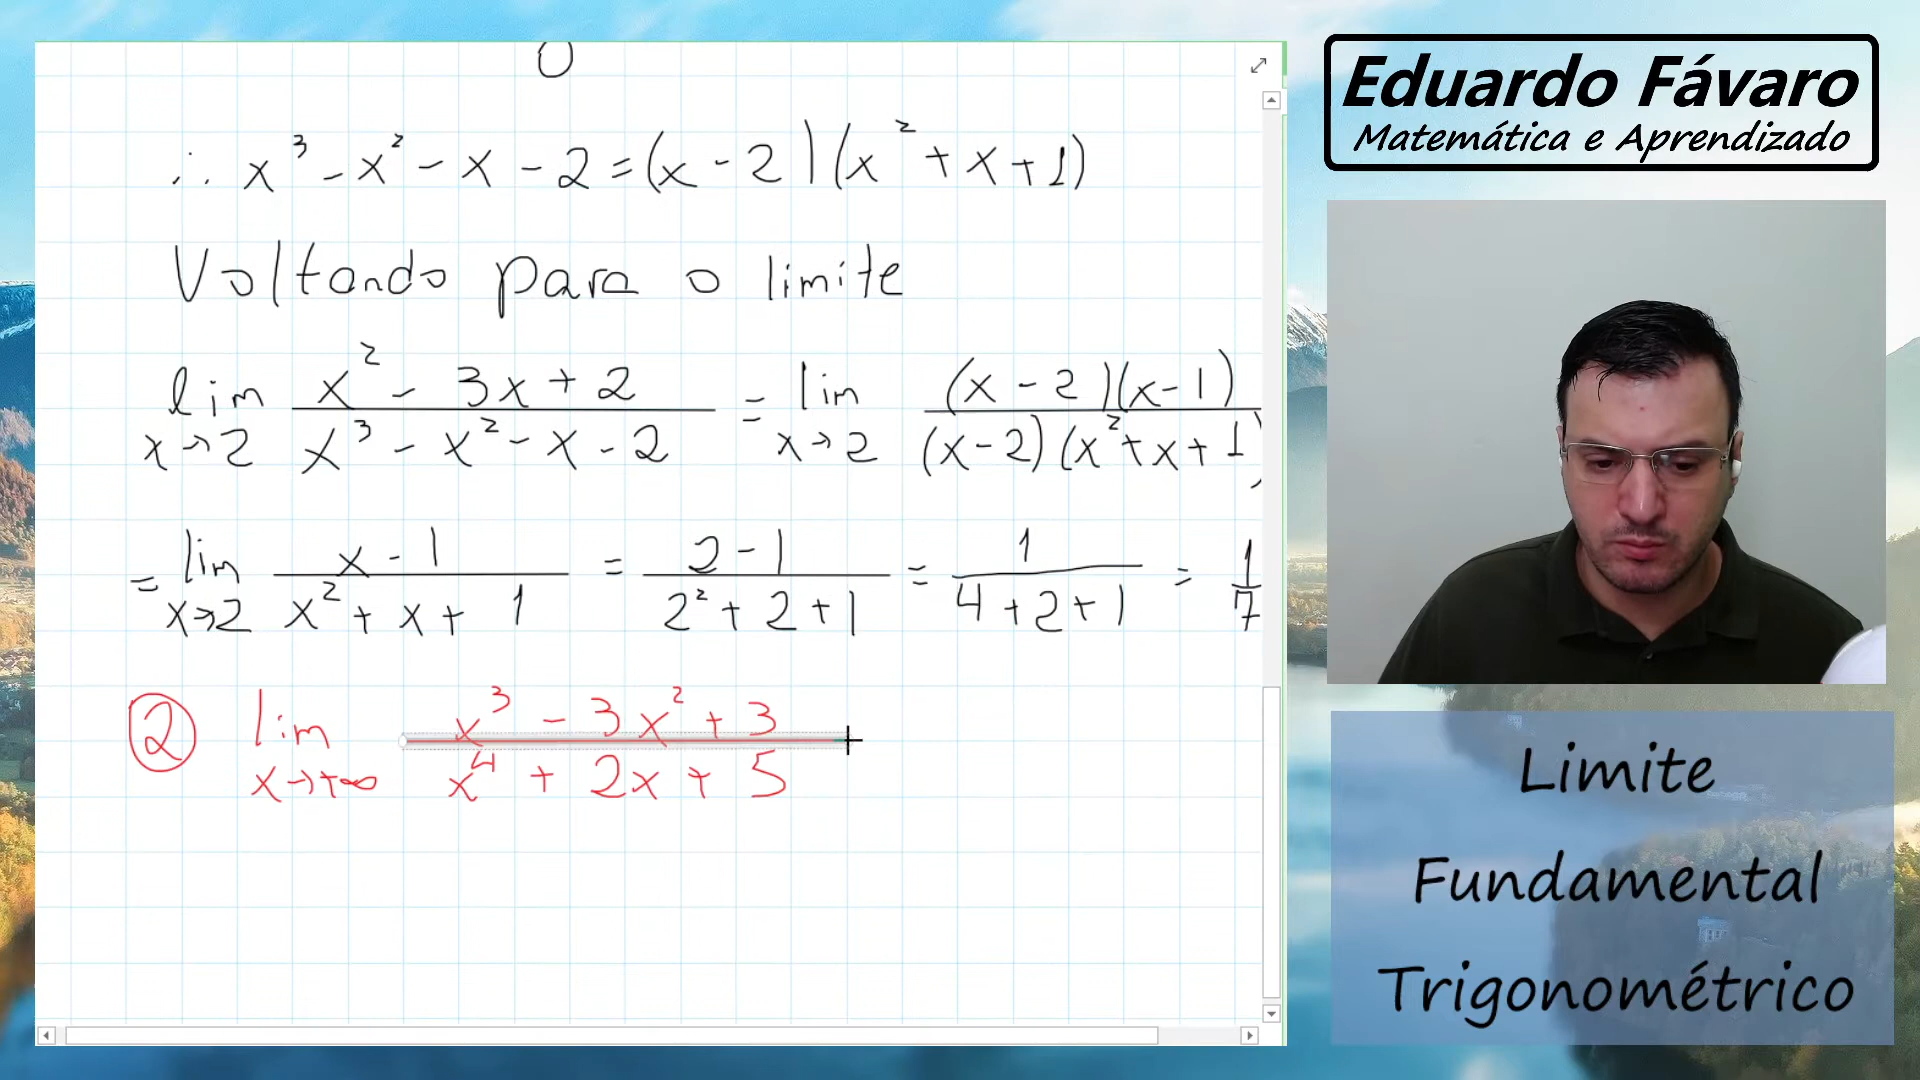 0
∴ x³ - x² - x - 2 = (x - 2)(x² + x + 1)
Voltando para o limite
lim x→2 (x² - 3x + 2)/(x³ - x² - x - 2) = lim x→2 ((x - 2)(x - 1))/((x - 2)(x² + x + 1))
= lim x→2 (x - 1)/(x² + x + 1) = (2 - 1)/(2² + 2 + 1) = 1/(4 + 2 + 1) = 1/7
② lim x→+∞ (x³ - 3x² + 3)/(x⁴ + 2x + 5)
Eduardo Fávaro
Matemática e Aprendizado
Limite
Fundamental
Trigonométrico